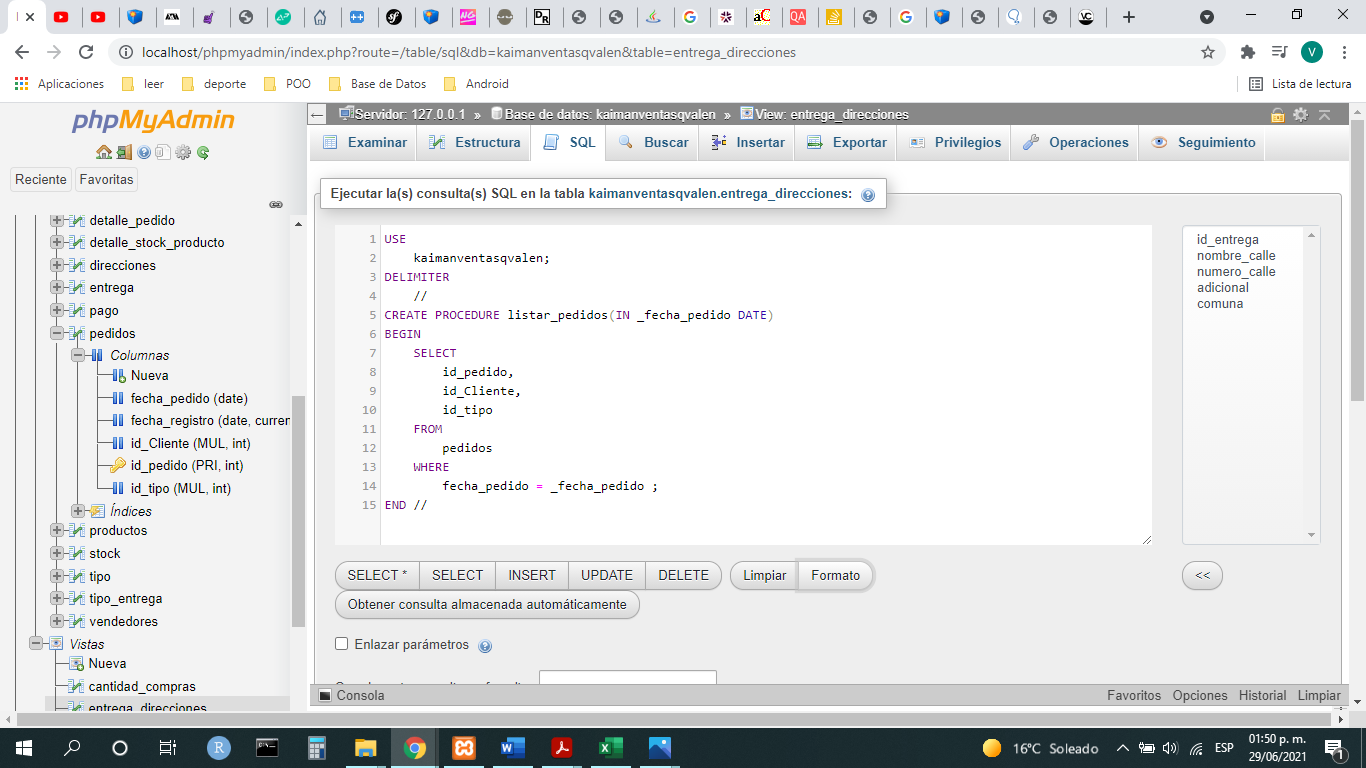 localhost/phpmyadmin/index.php?route=/table/sql&db=kaimanventasqvalen&table=entrega_direcciones
V
Aplicaciones
leer
deporte
POO
Base de Datos
Android
Lista de lectura
phpMyAdmin
Reciente
Favoritas
detalle_pedido
detalle_stock_producto
direcciones
entrega
pago
pedidos
Columnas
Nueva
fecha_pedido (date)
fecha_registro (date, curren
id_Cliente (MUL, int)
id_pedido (PRI, int)
id_tipo (MUL, int)
Índices
productos
stock
tipo
tipo_entrega
vendedores
Vistas
Nueva
cantidad_compras
entrega_direcciones
Servidor: 127.0.0.1 » Base de datos: kaimanventasqvalen » View: entrega_direcciones
Examinar
Estructura
SQL
Buscar
Insertar
Exportar
Privilegios
Operaciones
Seguimiento
Ejecutar la(s) consulta(s) SQL en la tabla kaimanventasqvalen.entrega_direcciones:
1 USE
2 kaimanventasqvalen;
3 DELIMITER
4 //
5 CREATE PROCEDURE listar_pedidos(IN _fecha_pedido DATE)
6 BEGIN
7 SELECT
8 id_pedido,
9 id_Cliente,
10 id_tipo
11 FROM
12 pedidos
13 WHERE
14 fecha_pedido = _fecha_pedido ;
15 END //
id_entrega
nombre_calle
numero_calle
adicional
comuna
SELECT *
SELECT
INSERT
UPDATE
DELETE
Limpiar
Formato
<<
Obtener consulta almacenada automáticamente
Enlazar parámetros
Consola
Favoritos
Opciones
Historial
Limpiar
16°C Soleado
ESP
01:50 p. m.
29/06/2021
1